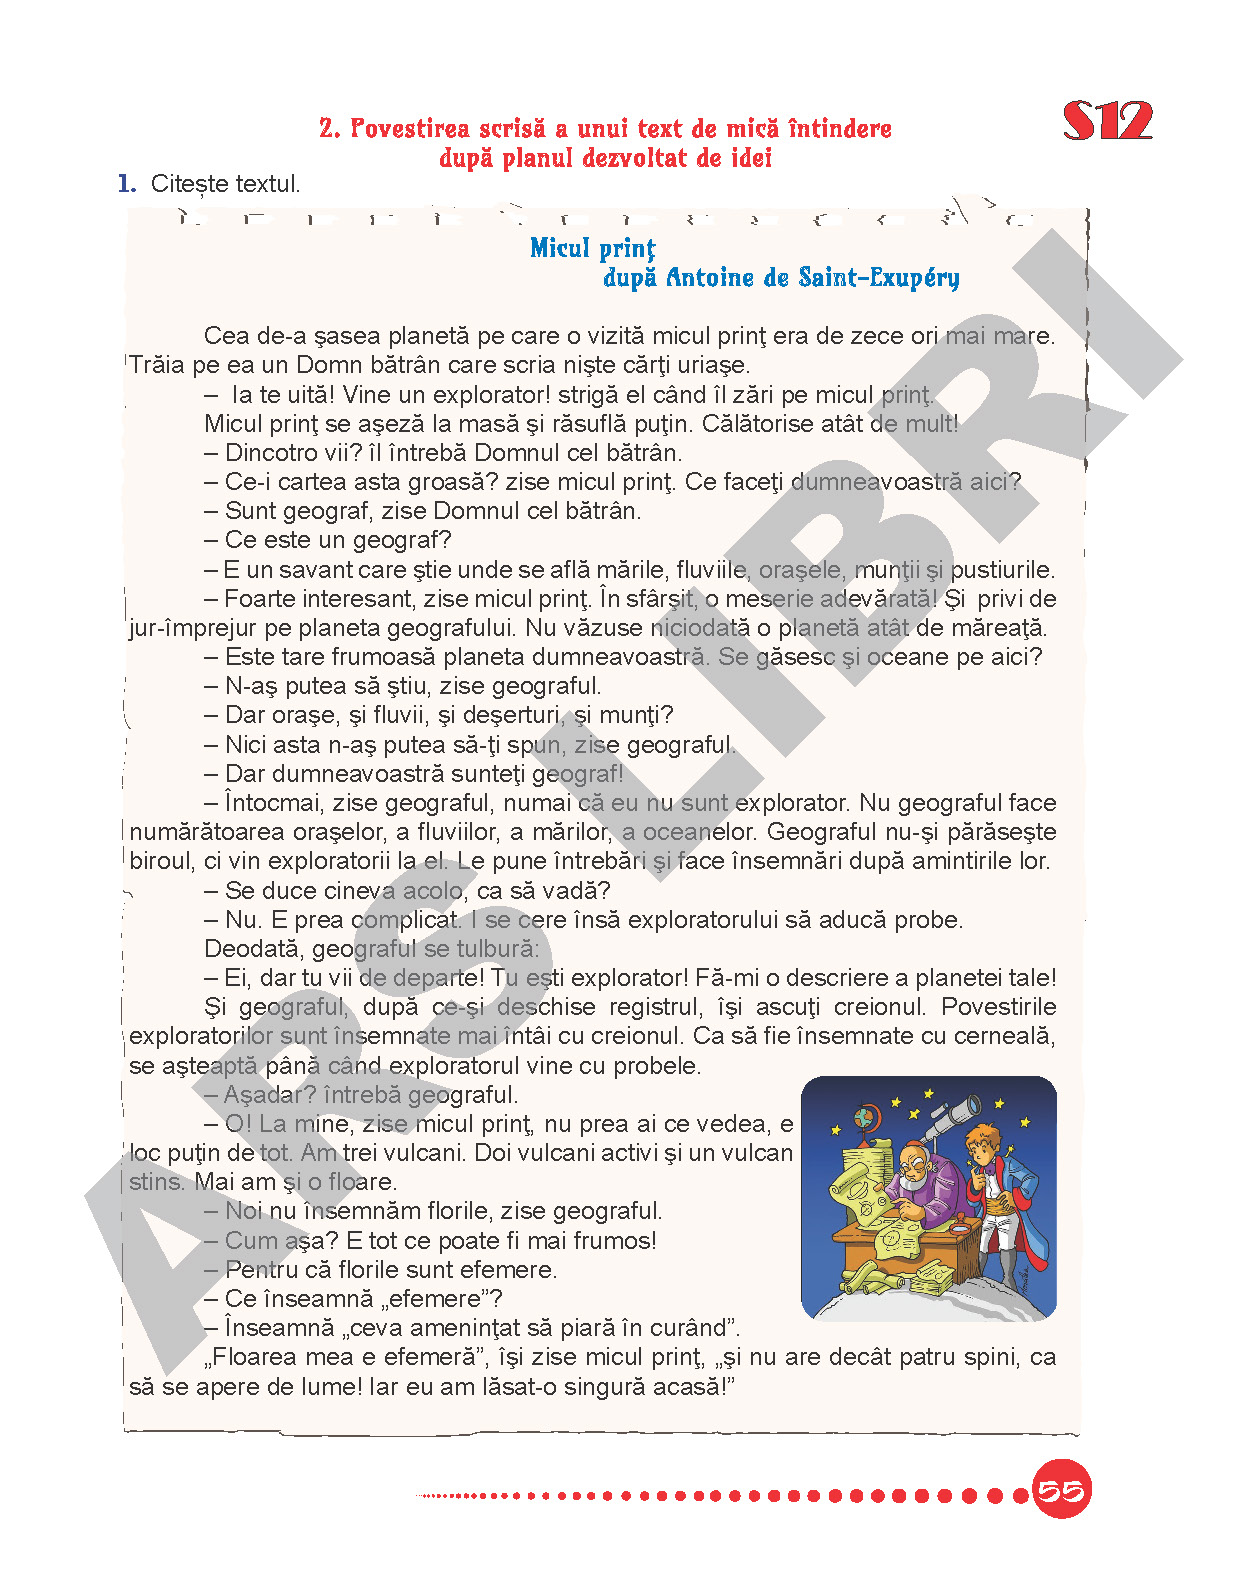 S12
2. Povestirea scrisă a unui text de mică întindere
după planul dezvoltat de idei
1. Citește textul.
Micul prinţ
după Antoine de Saint-Exupéry
Cea de-a şasea planetă pe care o vizită micul prinţ era de zece ori mai mare.
Trăia pe ea un Domn bătrân care scria nişte cărţi uriaşe.
– Ia te uită! Vine un explorator! strigă el când îl zări pe micul prinţ.
Micul prinţ se aşeză la masă şi răsuflă puţin. Călătorise atât de mult!
– Dincotro vii? îl întrebă Domnul cel bătrân.
– Ce-i cartea asta groasă? zise micul prinţ. Ce faceţi dumneavoastră aici?
– Sunt geograf, zise Domnul cel bătrân.
– Ce este un geograf?
– E un savant care ştie unde se află mările, fluviile, oraşele, munţii şi pustiurile.
– Foarte interesant, zise micul prinţ. În sfârşit, o meserie adevărată! Şi privi de
jur-împrejur pe planeta geografului. Nu văzuse niciodată o planetă atât de măreaţă.
– Este tare frumoasă planeta dumneavoastră. Se găsesc şi oceane pe aici?
– N-aş putea să ştiu, zise geograful.
– Dar oraşe, şi fluvii, şi deşerturi, şi munţi?
– Nici asta n-aş putea să-ţi spun, zise geograful.
– Dar dumneavoastră sunteţi geograf!
– Întocmai, zise geograful, numai că eu nu sunt explorator. Nu geograful face
numărătoarea oraşelor, a fluviilor, a mărilor, a oceanelor. Geograful nu-şi părăseşte
biroul, ci vin exploratorii la el. Le pune întrebări şi face însemnări după amintirile lor.
– Se duce cineva acolo, ca să vadă?
– Nu. E prea complicat. I se cere însă exploratorului să aducă probe.
Deodată, geograful se tulbură:
– Ei, dar tu vii de departe! Tu eşti explorator! Fă-mi o descriere a planetei tale!
Şi geograful, după ce-şi deschise registrul, îşi ascuţi creionul. Povestirile
exploratorilor sunt însemnate mai întâi cu creionul. Ca să fie însemnate cu cerneală,
se aşteaptă până când exploratorul vine cu probele.
– Aşadar? întrebă geograful.
– O! La mine, zise micul prinţ, nu prea ai ce vedea, e
loc puţin de tot. Am trei vulcani. Doi vulcani activi şi un vulcan
stins. Mai am şi o floare.
– Noi nu însemnăm florile, zise geograful.
– Cum aşa? E tot ce poate fi mai frumos!
– Pentru că florile sunt efemere.
– Ce înseamnă „efemere”?
– Înseamnă „ceva ameninţat să piară în curând”.
„Floarea mea e efemeră”, îşi zise micul prinţ, „şi nu are decât patru spini, ca
să se apere de lume! Iar eu am lăsat-o singură acasă!”
ARS LIBRI
55